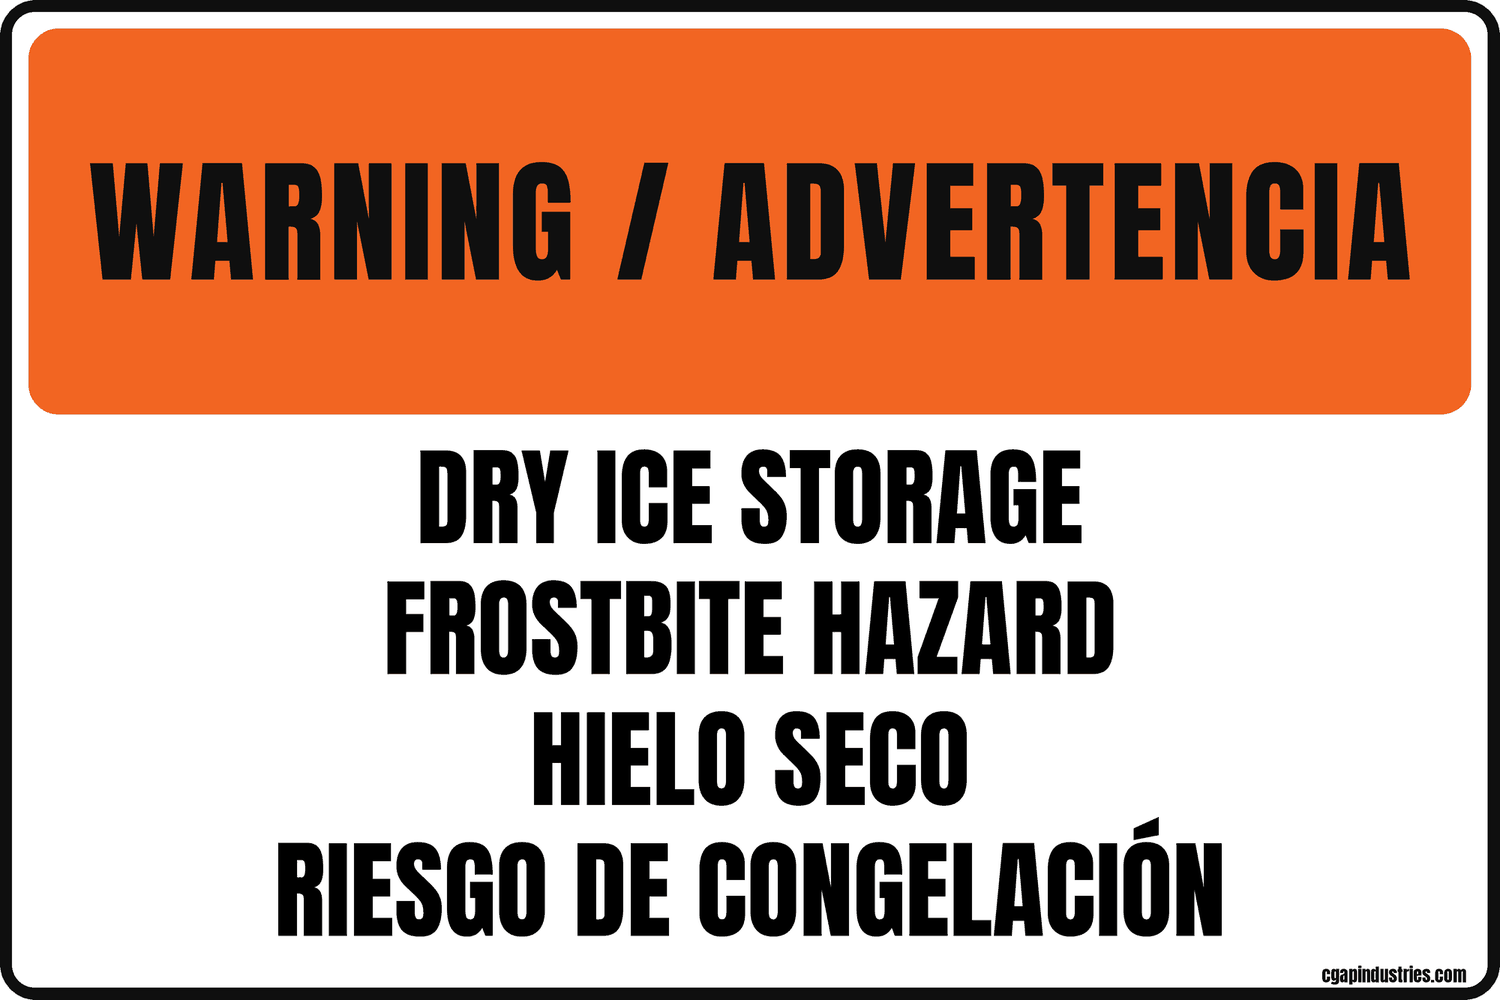 WARNING / ADVERTENCIA
DRY ICE STORAGE
FROSTBITE HAZARD
HIELO SECO
RIESGO DE CONGELACIÓN
cgapindustries.com